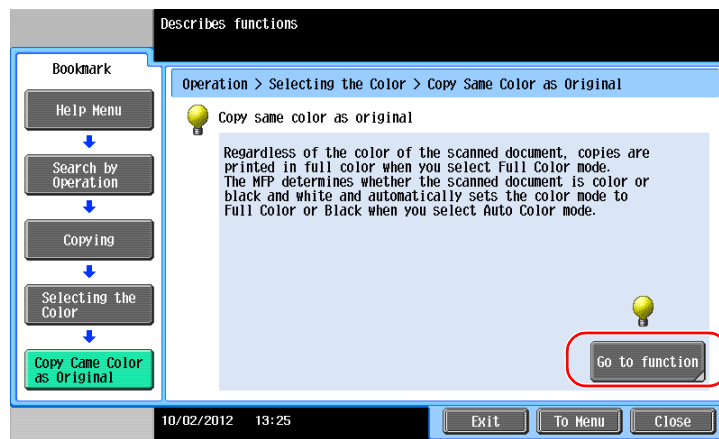 Describes functions
Bookmark
Help Menu
Search by
Operation
Copying
Selecting the
Color
Copy Came Color
as Original
Operation > Selecting the Color > Copy Same Color as Original
Copy same color as original
Regardless of the color of the scanned document, copies are
printed in full color when you select Full Color mode.
The MFP determines whether the scanned document is color or
black and white and automatically sets the color mode to
Full Color or Black when you select Auto Color mode.
Go to function
10/02/2012 13:25
Exit
To Menu
Close